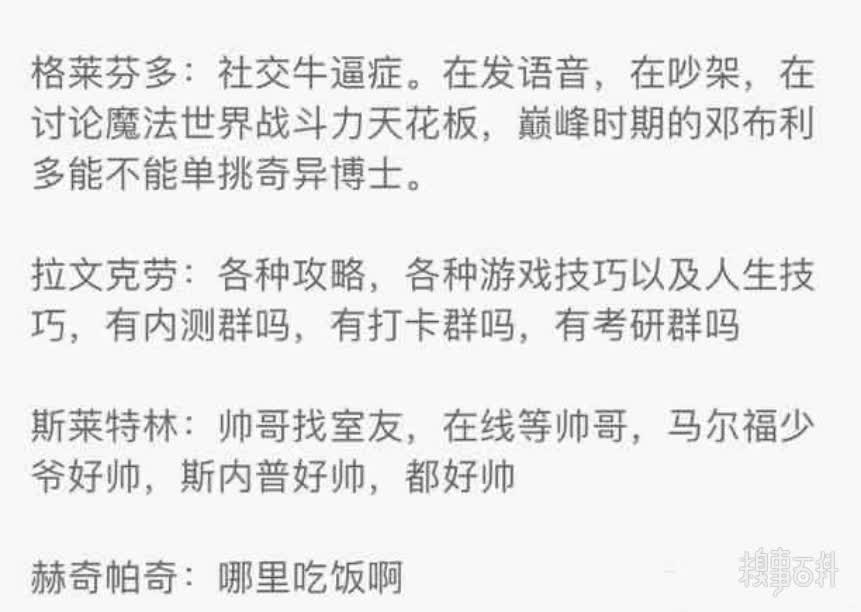 格莱芬多：社交牛逼症。在发语音，在吵架，在
讨论魔法世界战斗力天花板，巅峰时期的邓布利
多能不能单挑奇异博士。
拉文克劳：各种攻略，各种游戏技巧以及人生技
巧，有内测群吗，有打卡群吗，有考研群吗
斯莱特林：帅哥找室友，在线等帅哥，马尔福少
爷好帅，斯内普好帅，都好帅
赫奇帕奇：哪里吃饭啊
糗事百科